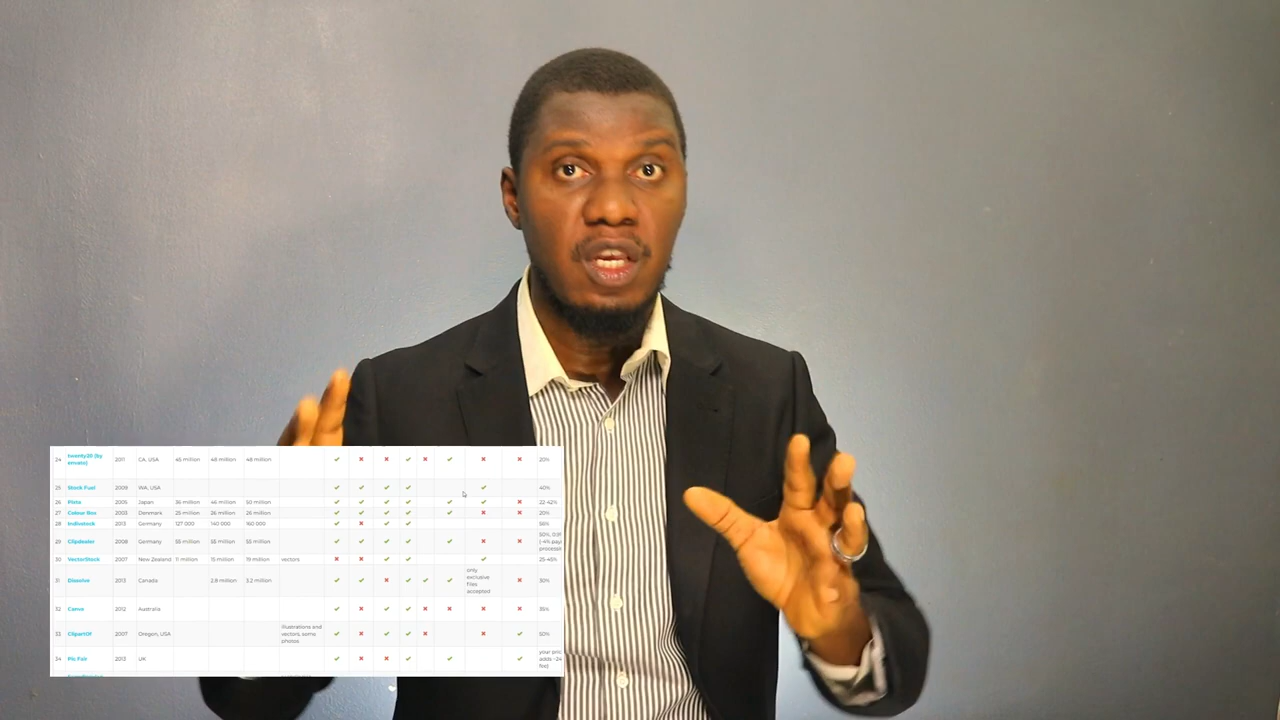 24 twenty20 (by envato) 2011 CA, USA 45 million 48 million 48 million 20%
25 Stock Fuel 2009 WA, USA 40%
26 Pixta 2005 Japan 36 million 46 million 50 million 22-42%
27 Colour Box 2003 Denmark 25 million 26 million 26 million 20%
28 Indivstock 2013 Germany 127 000 140 000 160 000
29 Clipdealer 2008 Germany 55 million 55 million 55 million
30 VectorStock 2007 New Zealand 11 million 15 million 19 million vectors 25-45%
31 Dissolve 2013 Canada 2.8 million 3.2 million only exclusive files accepted 30%
32 Canva 2012 Australia 35%
33 ClipartOf 2007 Oregon, USA illustrations and vectors, some photos 50%
34 Pic Fair 2013 UK